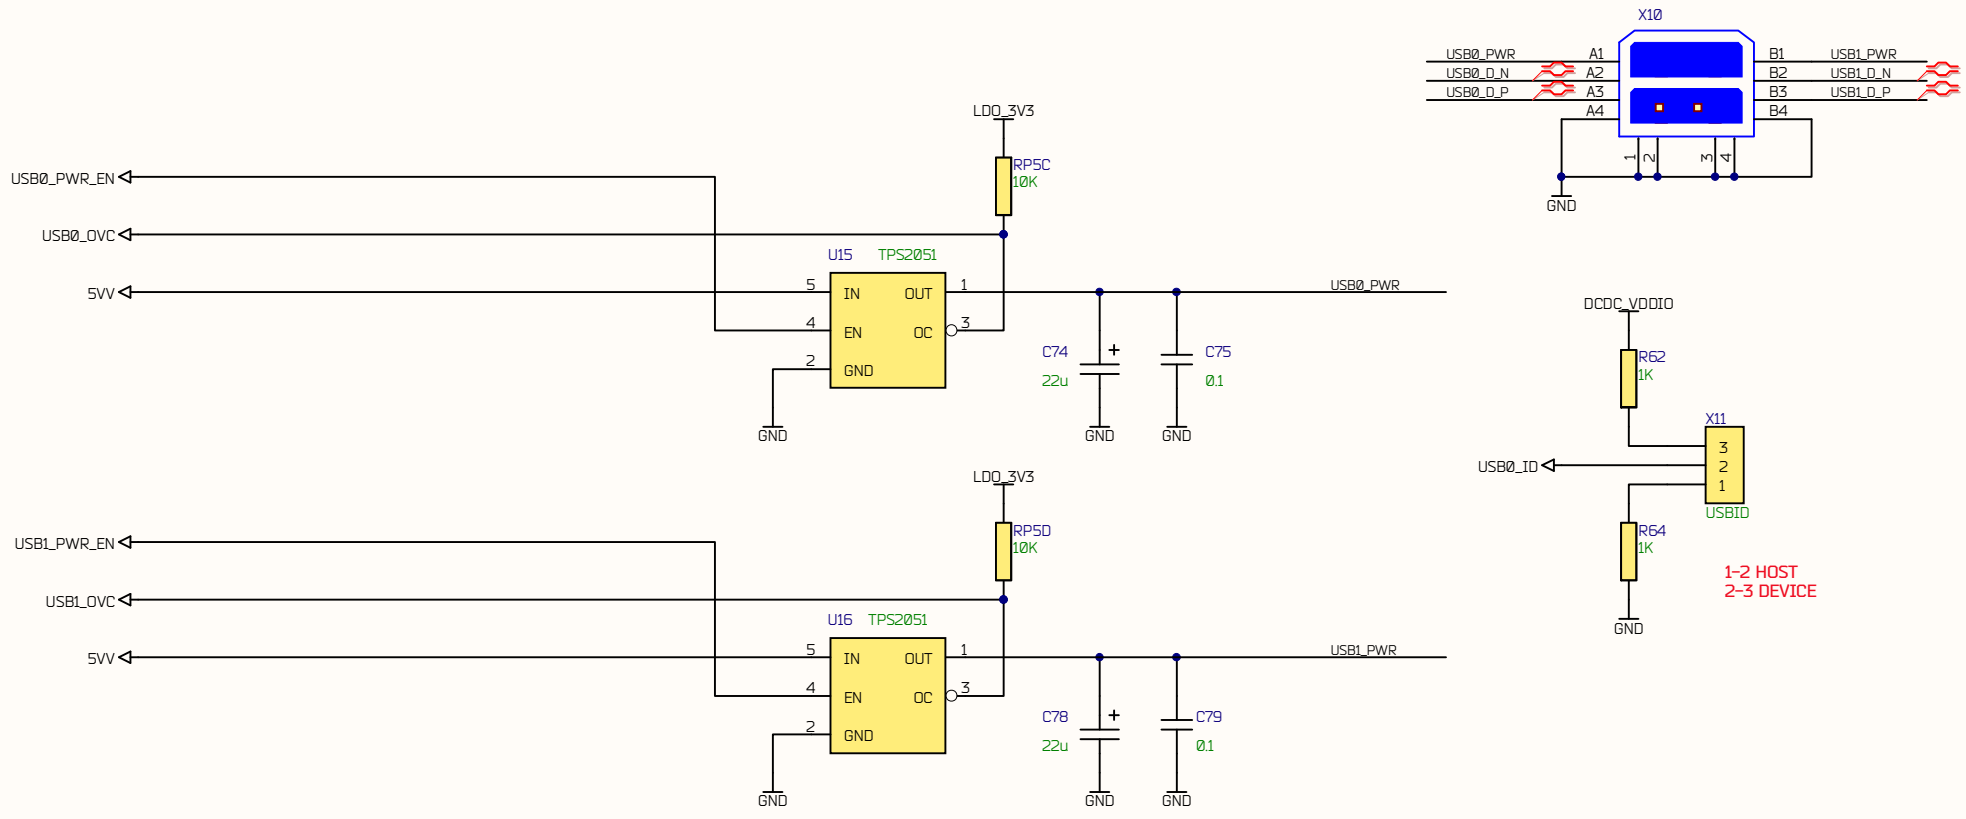 X10
USB0_PWR A1 B1 USB1_PWR
USB0_D_N A2 B2 USB1_D_N
USB0_D_P A3 B3 USB1_D_P
A4 B4
1 2 3 4
GND
LDO_3V3
RP5C
10K
USB0_PWR_EN
USB0_OVC
U15 TPS2051
5VV
5 IN OUT 1
USB0_PWR
4 EN OC 3
2 GND
C74 +
22u
C75
0.1
GND
GND
GND
DCDC_VDDIO
R62
1K
X11
3
USB0_ID
2
1
USBID
R64
1K
1-2 HOST
2-3 DEVICE
GND
LDO_3V3
RP5D
10K
USB1_PWR_EN
USB1_OVC
U16 TPS2051
5VV
5 IN OUT 1
USB1_PWR
4 EN OC 3
2 GND
C78 +
22u
C79
0.1
GND
GND
GND